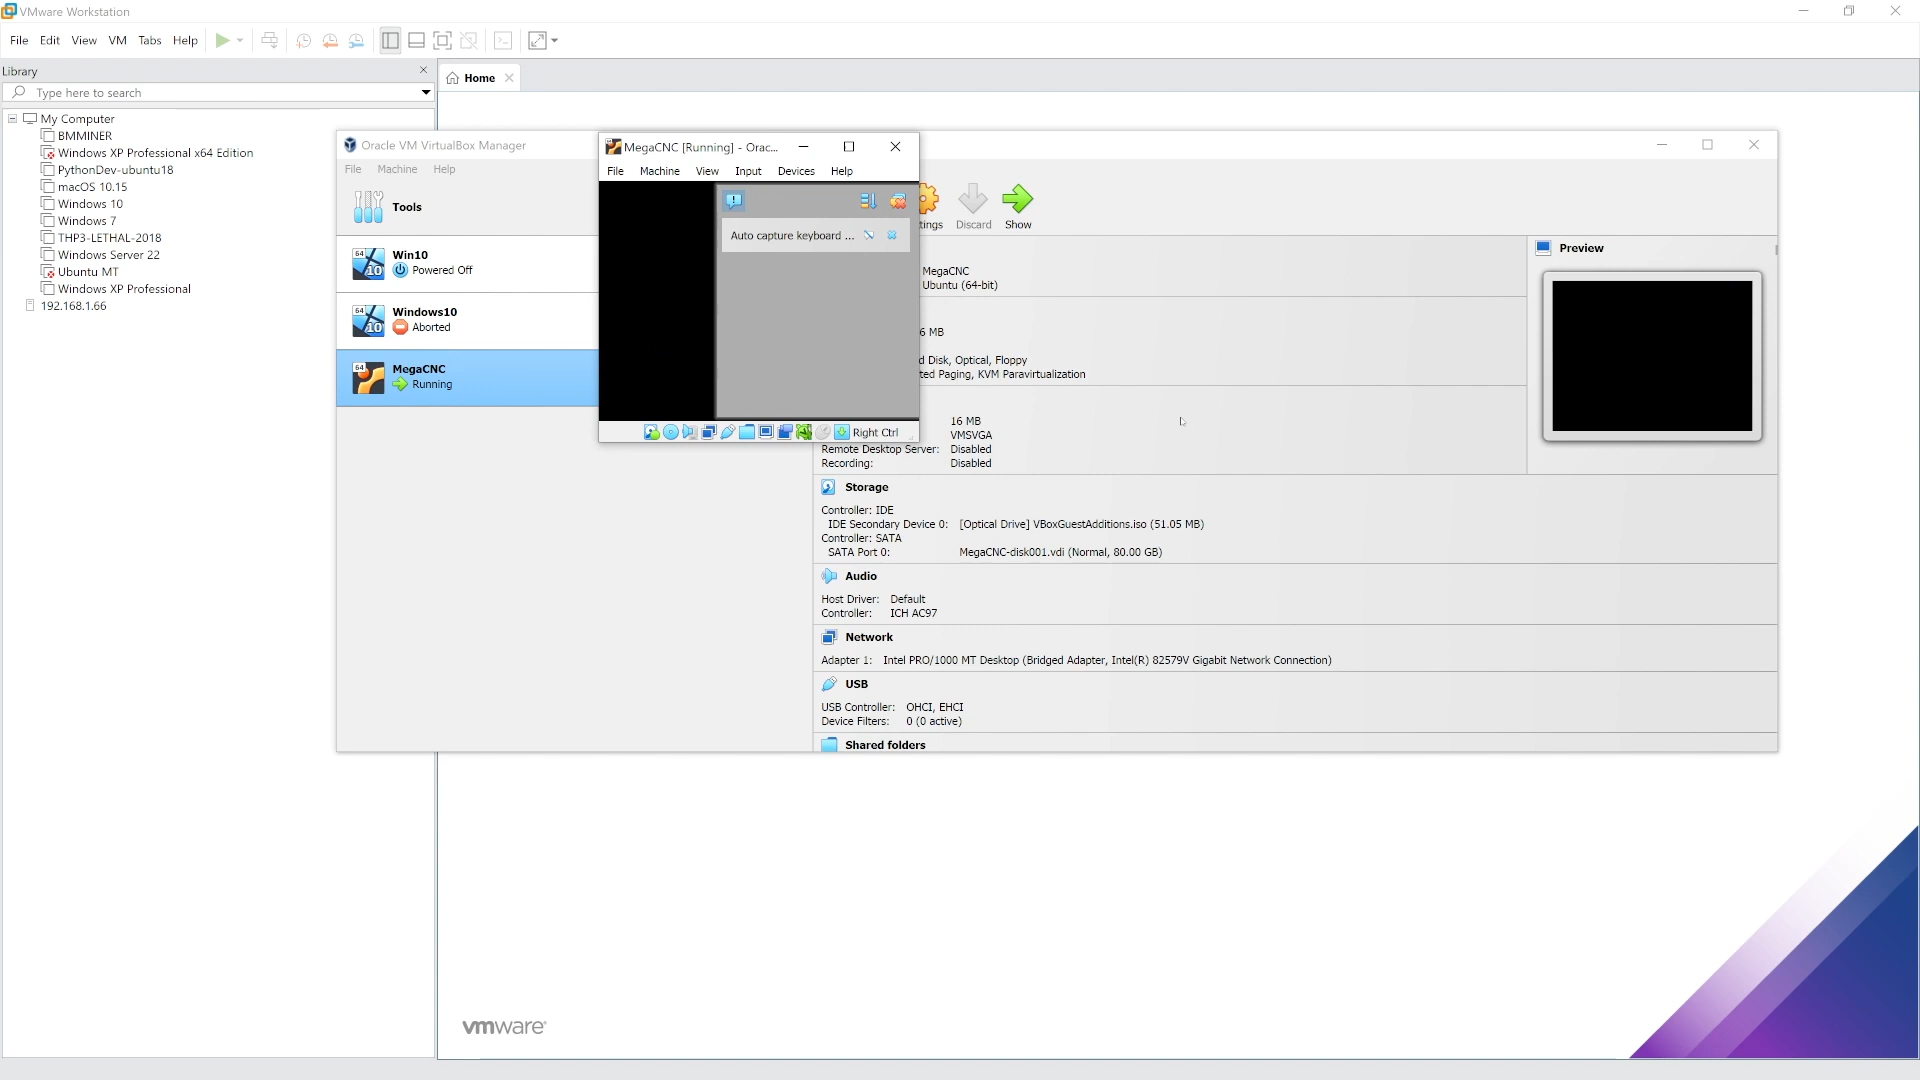 VMware Workstation
File Edit View VM Tabs Help
Library
Type here to search
Home
My Computer
BMMINER
Windows XP Professional x64 Edition
PythonDev-ubuntu18
macOS 10.15
Windows 10
Windows 7
THP3-LETHAL-2018
Windows Server 22
Ubuntu MT
Windows XP Professional
192.168.1.66
Oracle VM VirtualBox Manager
File Machine Help
Tools
64
10
Win10
Powered Off
64
10
Windows10
Aborted
64
MegaCNC
Running
MegaCNC [Running] - Orac...
File Machine View Input Devices Help
Auto capture keyboard ...
Right Ctrl
tings Discard Show
MegaCNC
Ubuntu (64-bit)
6 MB
d Disk, Optical, Floppy
ted Paging, KVM Paravirtualization
16 MB
VMSVGA
Remote Desktop Server: Disabled
Recording: Disabled
Preview
Storage
Controller: IDE
IDE Secondary Device 0: [Optical Drive] VBoxGuestAdditions.iso (51.05 MB)
Controller: SATA
SATA Port 0: MegaCNC-disk001.vdi (Normal, 80.00 GB)
Audio
Host Driver: Default
Controller: ICH AC97
Network
Adapter 1: Intel PRO/1000 MT Desktop (Bridged Adapter, Intel(R) 82579V Gigabit Network Connection)
USB
USB Controller: OHCI, EHCI
Device Filters: 0 (0 active)
Shared folders
vmware